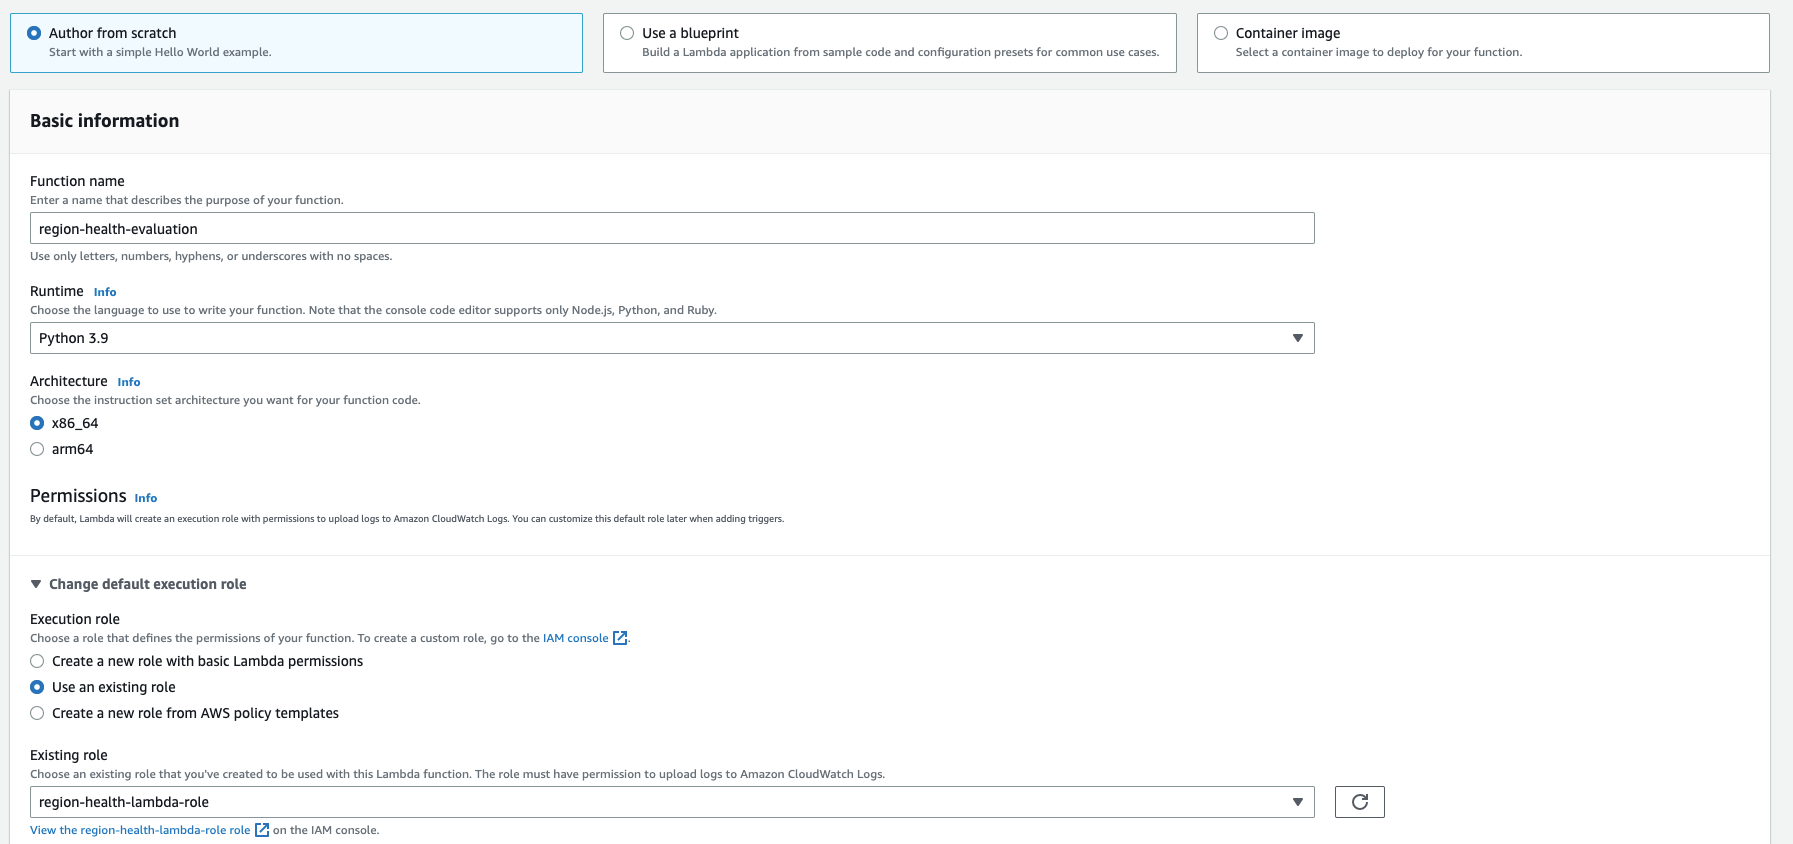 Author from scratch
Start with a simple Hello World example.
Use a blueprint
Build a Lambda application from sample code and configuration presets for common use cases.
Container image
Select a container image to deploy for your function.
Basic information
Function name
Enter a name that describes the purpose of your function.
region-health-evaluation
Use only letters, numbers, hyphens, or underscores with no spaces.
Runtime Info
Choose the language to use to write your function. Note that the console code editor supports only Node.js, Python, and Ruby.
Python 3.9
Architecture Info
Choose the instruction set architecture you want for your function code.
x86_64
arm64
Permissions Info
By default, Lambda will create an execution role with permissions to upload logs to Amazon CloudWatch Logs. You can customize this default role later when adding triggers.
Change default execution role
Execution role
Choose a role that defines the permissions of your function. To create a custom role, go to the IAM console.
Create a new role with basic Lambda permissions
Use an existing role
Create a new role from AWS policy templates
Existing role
Choose an existing role that you've created to be used with this Lambda function. The role must have permission to upload logs to Amazon CloudWatch Logs.
region-health-lambda-role
View the region-health-lambda-role role on the IAM console.